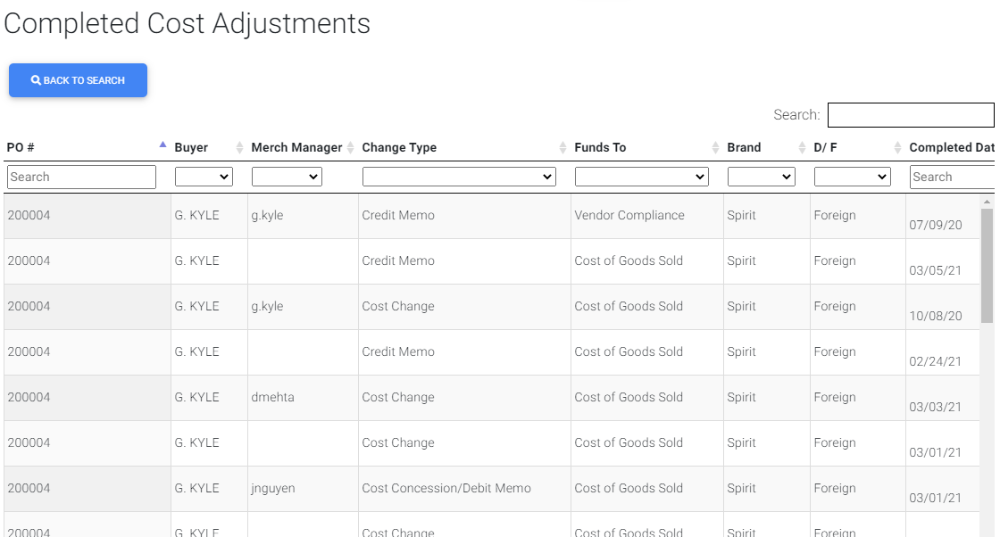 Completed Cost Adjustments
BACK TO SEARCH
Search:
PO # Buyer Merch Manager Change Type Funds To Brand D/ F Completed Dat
Search Search
200004 G. KYLE g.kyle Credit Memo Vendor Compliance Spirit Foreign 07/09/20
200004 G. KYLE Credit Memo Cost of Goods Sold Spirit Foreign 03/05/21
200004 G. KYLE g.kyle Cost Change Cost of Goods Sold Spirit Foreign 10/08/20
200004 G. KYLE Credit Memo Cost of Goods Sold Spirit Foreign 02/24/21
200004 G. KYLE dmehta Cost Change Cost of Goods Sold Spirit Foreign 03/03/21
200004 G. KYLE Cost Change Cost of Goods Sold Spirit Foreign 03/01/21
200004 G. KYLE jnguyen Cost Concession/Debit Memo Cost of Goods Sold Spirit Foreign 03/01/21
200004 G. KYLE Cost Change Cost of Goods Sold Spirit Foreign